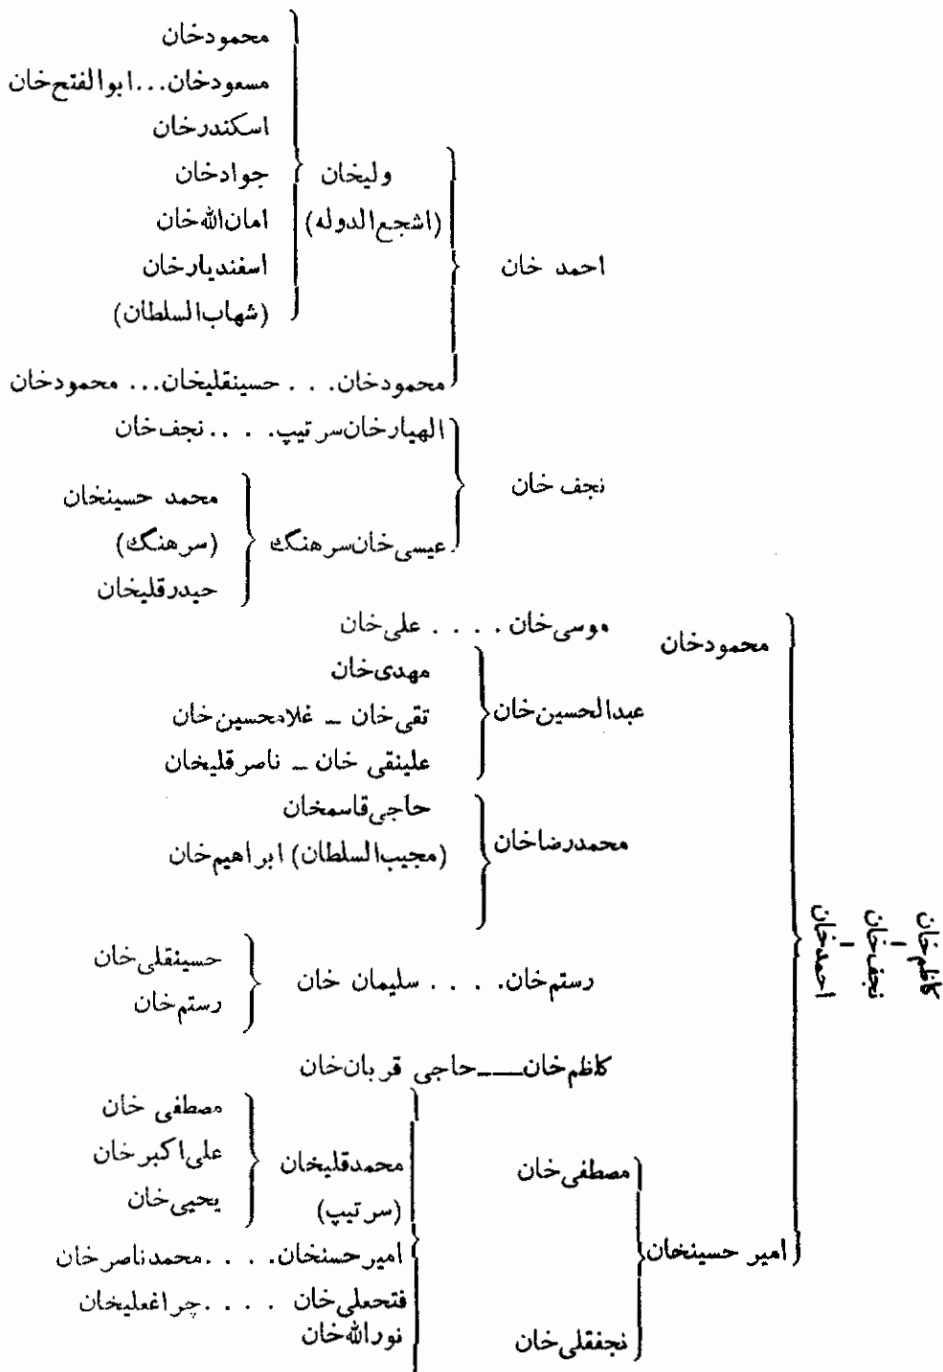 محمودخان
مسعودخان...ابوالفتح‌خان
اسکندرخان
جوادخان
ولیخان
امان‌الله‌خان
(اشجع‌الدوله)
اسفندیارخان
احمد خان
(شهاب‌السلطان)
محمودخان. . . حسینقلیخان... محمودخان
الهیارخان‌سرتیپ. . . . نجف‌خان
نجف خان
محمد حسینخان
عیسی‌خان‌سرهنگ
(سرهنگ)
حیدرقلیخان
موسی‌خان . . . . علی‌خان
محمودخان
مهدی‌خان
عبدالحسین‌خان
تقی‌خان – غلامحسین‌خان
علینقی خان – ناصرقلیخان
حاجی‌قاسمخان
محمدرضاخان
(مجیب‌السلطان) ابراهیم‌خان
کاظم‌خان
نجف‌خان
احمدخان
رستم‌خان. . . . سلیمان خان
حسینقلی‌خان
رستم‌خان
کاظم‌خان——حاجی قربان‌خان
مصطفی‌خان
محمدقلیخان
(سرتیپ)
مصطفی خان
علی‌اکبرخان
یحیی‌خان
امیر حسینخان
امیرحسنخان. . . .محمدناصرخان
فتحعلی‌خان . . . .چراغعلیخان
نورالله‌خان
نجفقلی‌خان